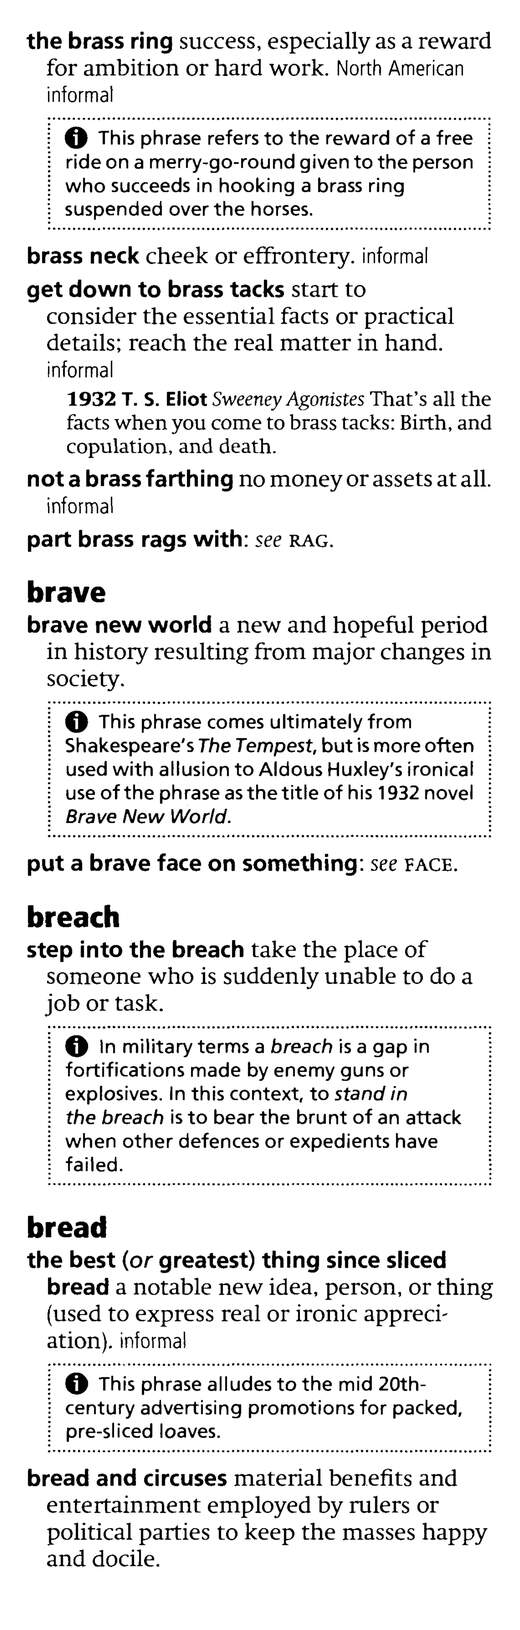 the brass ring success, especially as a reward
for ambition or hard work. North American
informal
This phrase refers to the reward of a free
ride on a merry-go-round given to the person
who succeeds in hooking a brass ring
suspended over the horses.
brass neck cheek or effrontery. informal
get down to brass tacks start to
consider the essential facts or practical
details; reach the real matter in hand.
informal
1932 T. S. Eliot Sweeney Agonistes That's all the
facts when you come to brass tacks: Birth, and
copulation, and death.
not a brass farthing no money or assets at all.
informal
part brass rags with: see RAG.
brave
brave new world a new and hopeful period
in history resulting from major changes in
society.
This phrase comes ultimately from
Shakespeare's The Tempest, but is more often
used with allusion to Aldous Huxley's ironical
use of the phrase as the title of his 1932 novel
Brave New World.
put a brave face on something: see FACE.
breach
step into the breach take the place of
someone who is suddenly unable to do a
job or task.
In military terms a breach is a gap in
fortifications made by enemy guns or
explosives. In this context, to stand in
the breach is to bear the brunt of an attack
when other defences or expedients have
failed.
bread
the best (or greatest) thing since sliced
bread a notable new idea, person, or thing
(used to express real or ironic appreci-
ation). informal
This phrase alludes to the mid 20th-
century advertising promotions for packed,
pre-sliced loaves.
bread and circuses material benefits and
entertainment employed by rulers or
political parties to keep the masses happy
and docile.